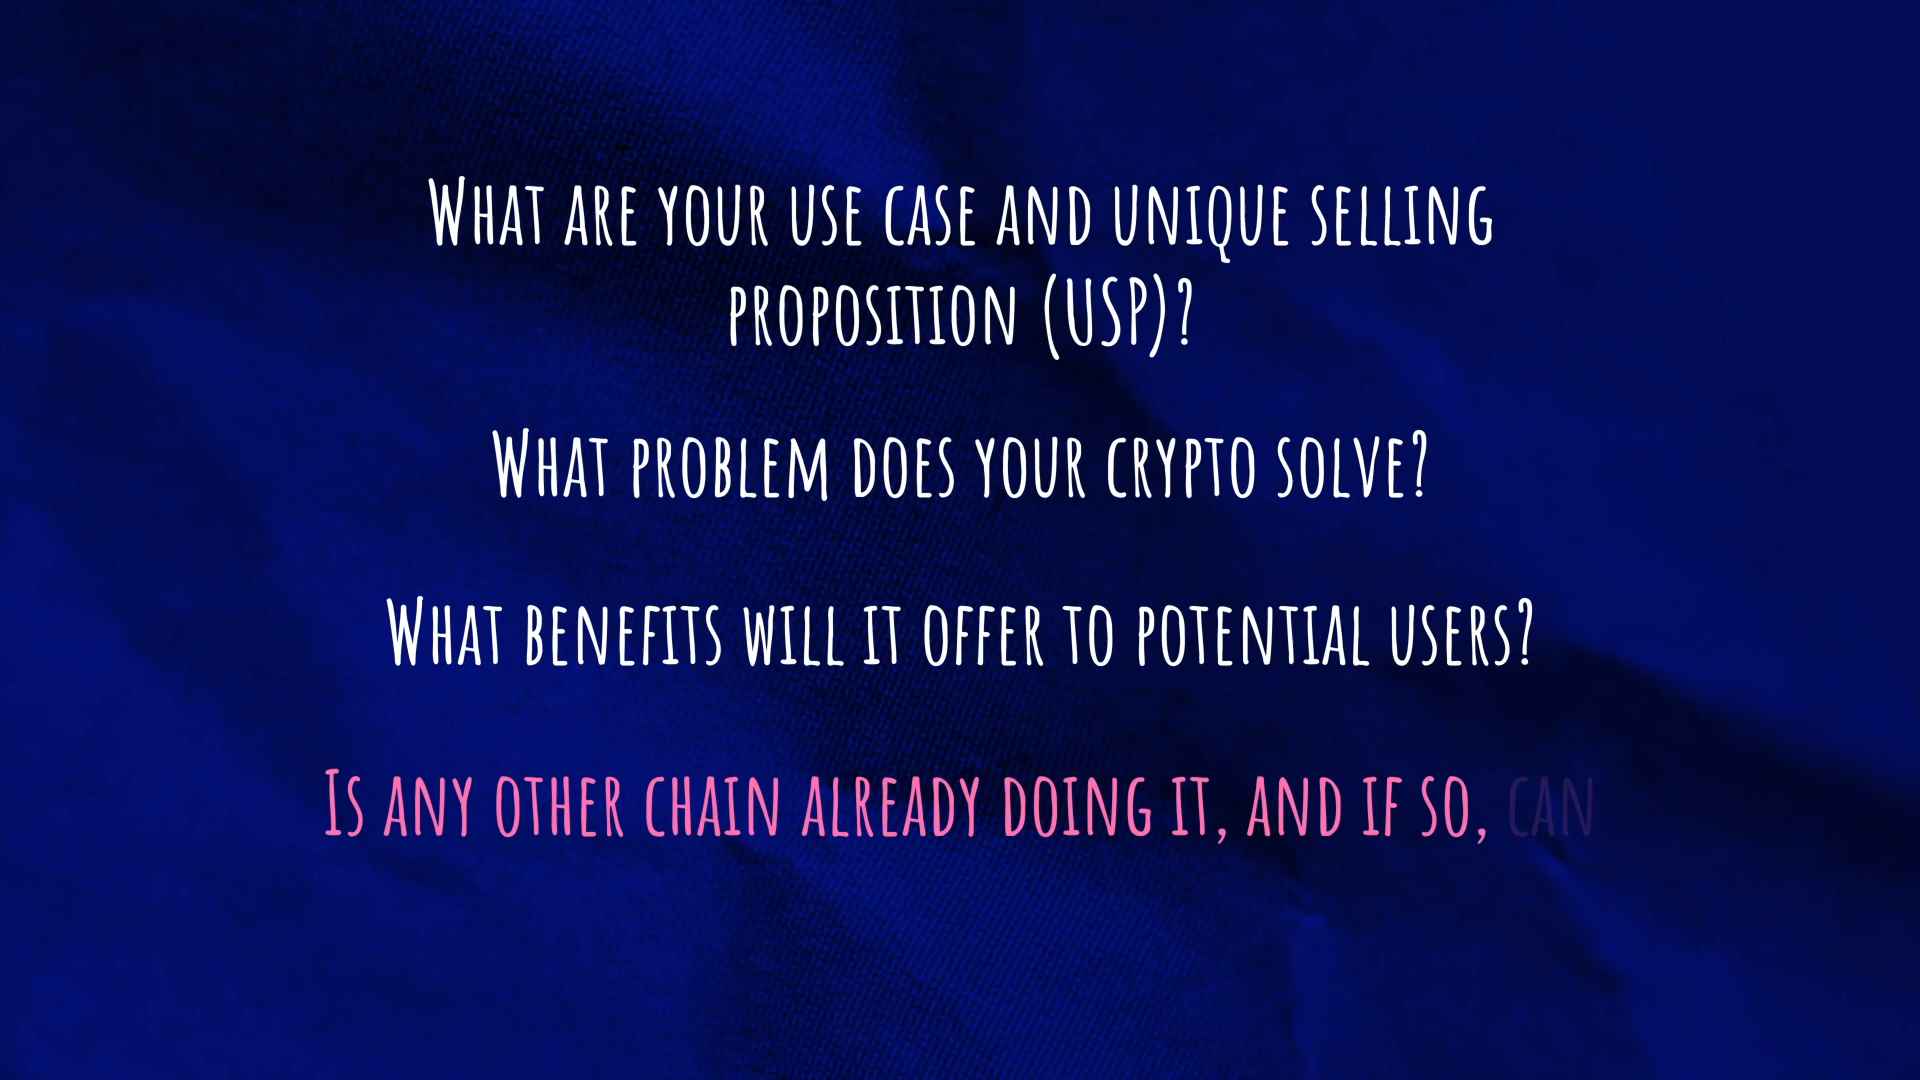 What are your use case and unique selling
proposition (USP)?
What problem does your crypto solve?
What benefits will it offer to potential users?
Is any other chain already doing it, and if so, can